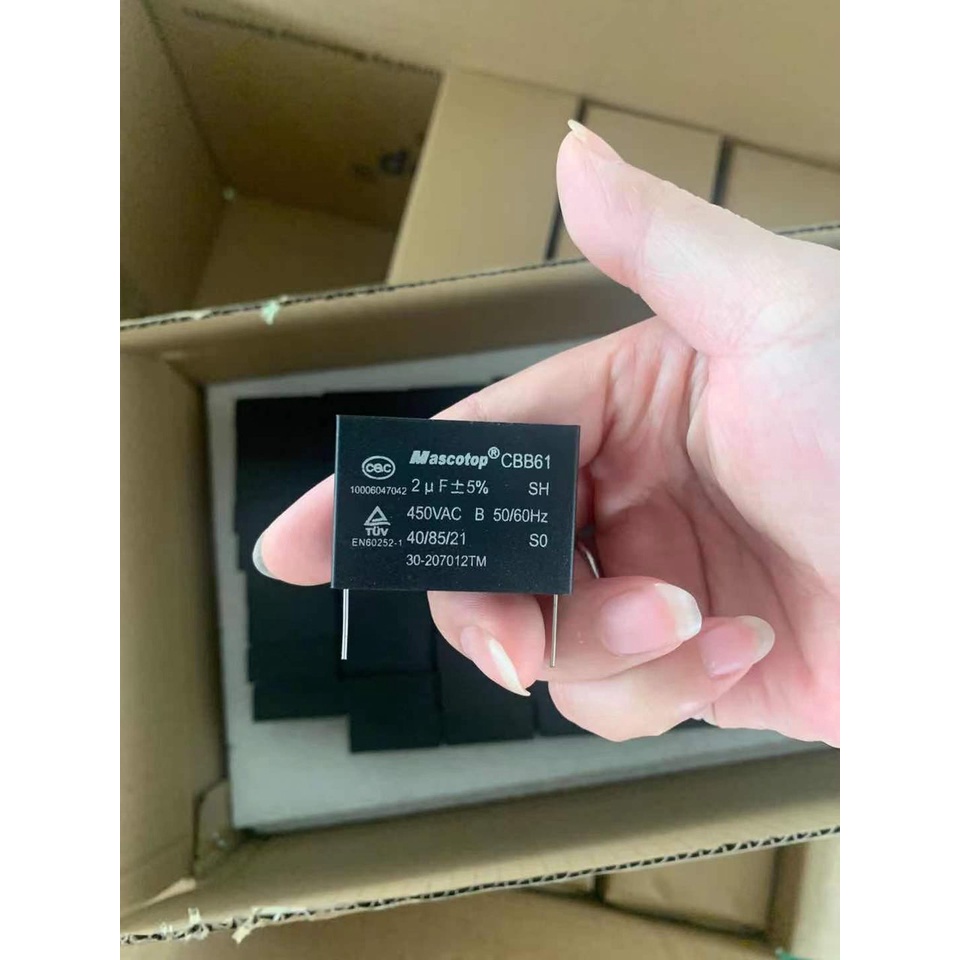 Mascotop® CBB61
CQC
10006047042
2 μF±5% SH
450VAC B 50/60Hz
TÜV
EN60252-1
40/85/21 S0
30-207012TM